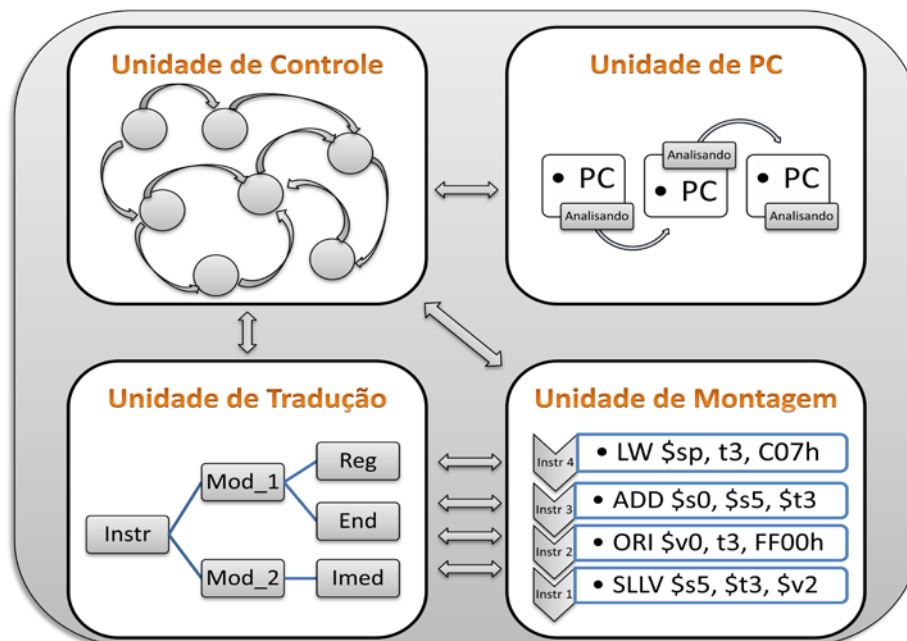 Unidade de Controle
Unidade de PC
Analisando
• PC
• PC
• PC
Analisando
Analisando
Unidade de Tradução
Reg
Mod_1
End
Instr
Mod_2
Imed
Unidade de Montagem
Instr 4
• LW $sp, t3, C07h
Instr 3
• ADD $s0, $s5, $t3
Instr 2
• ORI $v0, t3, FF00h
Instr 1
• SLLV $s5, $t3, $v2